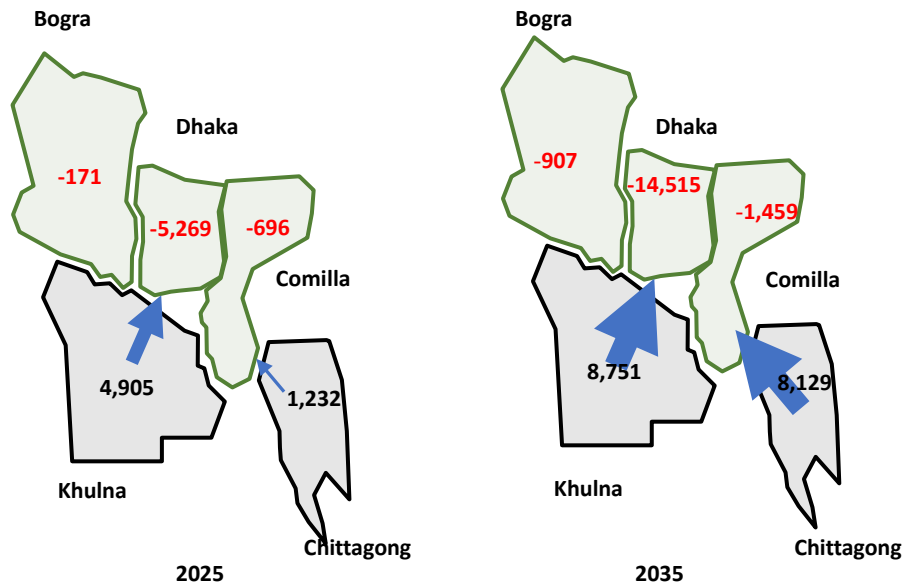 Bogra
Dhaka
-171
-5,269
-696
Comilla
4,905
1,232
Khulna
Chittagong
2025
Bogra
Dhaka
-907
-14,515
-1,459
Comilla
8,751
8,129
Khulna
Chittagong
2035